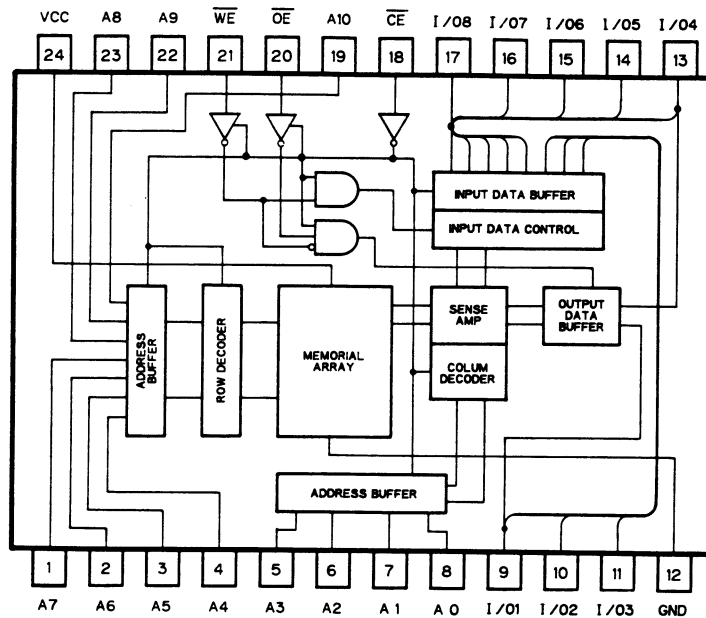 VCC A8 A9 W̅E̅ O̅E̅ A10 C̅E̅ I/08 I/07 I/06 I/05 I/04
24 23 22 21 20 19 18 17 16 15 14 13
INPUT DATA BUFFER
INPUT DATA CONTROL
ADDRESS BUFFER
ROW DECODER
MEMORIAL
ARRAY
SENSE
AMP
COLUM
DECODER
OUTPUT
DATA
BUFFER
ADDRESS BUFFER
1 2 3 4 5 6 7 8 9 10 11 12
A7 A6 A5 A4 A3 A2 A1 A0 I/01 I/02 I/03 GND